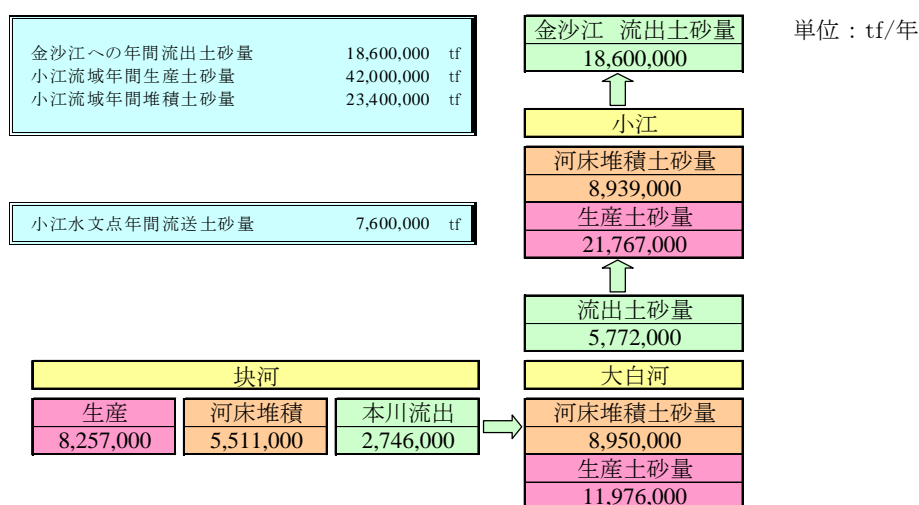 金沙江への年間流出土砂量 18,600,000 tf
小江流域年間生産土砂量 42,000,000 tf
小江流域年間堆積土砂量 23,400,000 tf
単位：tf/年
金沙江 流出土砂量
18,600,000
小江
河床堆積土砂量
8,939,000
生産土砂量
21,767,000
小江水文点年間流送土砂量 7,600,000 tf
流出土砂量
5,772,000
块河
大白河
生産 河床堆積 本川流出
8,257,000 5,511,000 2,746,000
河床堆積土砂量
8,950,000
生産土砂量
11,976,000